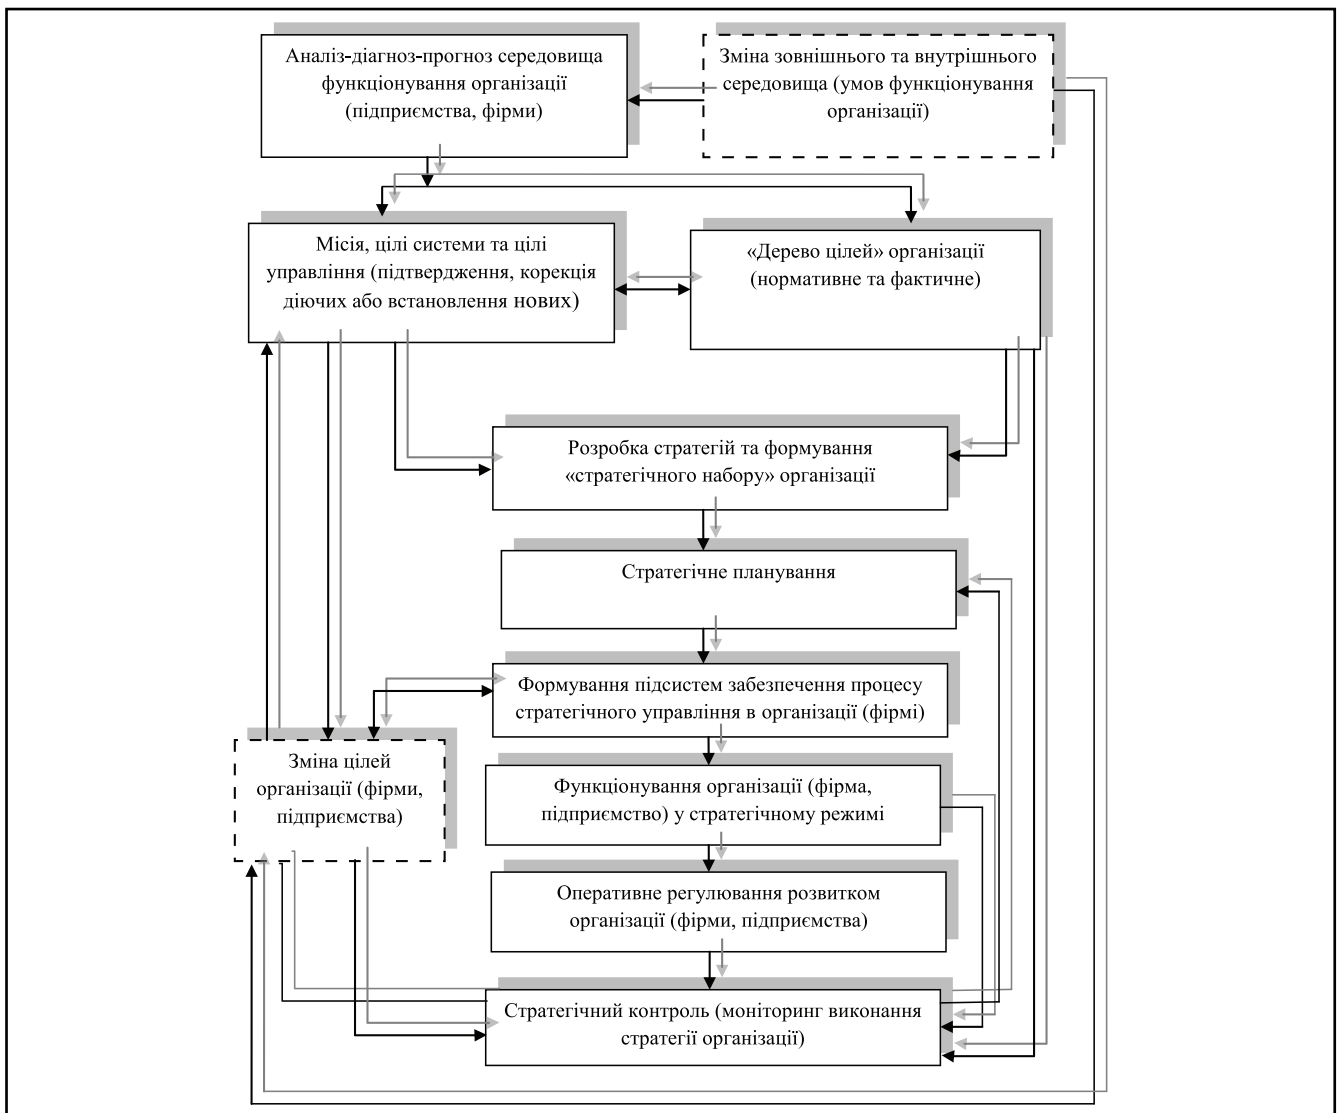 Аналіз-діагноз-прогноз середовища
функціонування організації
(підприємства, фірми)
Зміна зовнішнього та внутрішнього
середовища (умов функціонування
організації)
Місія, цілі системи та цілі
управління (підтвердження, корекція
діючих або встановлення нових)
«Дерево цілей» організації
(нормативне та фактичне)
Розробка стратегій та формування
«стратегічного набору» організації
Стратегічне планування
Формування підсистем забезпечення процесу
стратегічного управління в організації (фірмі)
Зміна цілей
організації (фірми,
підприємства)
Функціонування організації (фірма,
підприємство) у стратегічному режимі
Оперативне регулювання розвитком
організації (фірми, підприємства)
Стратегічний контроль (моніторинг виконання
стратегії організації)